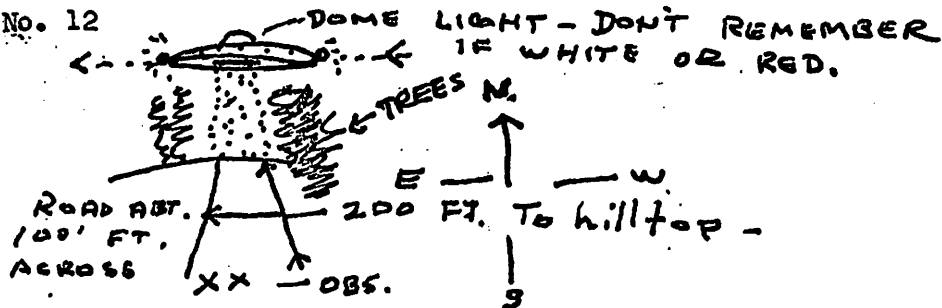 No. 12
DOME LIGHT - DON'T REMEMBER
IF WHITE OR RED.
TREES
N.
E W.
ROAD ABT. 200 FT. To hilltop -
100' FT.
ACROSS
XX - OBS.
S